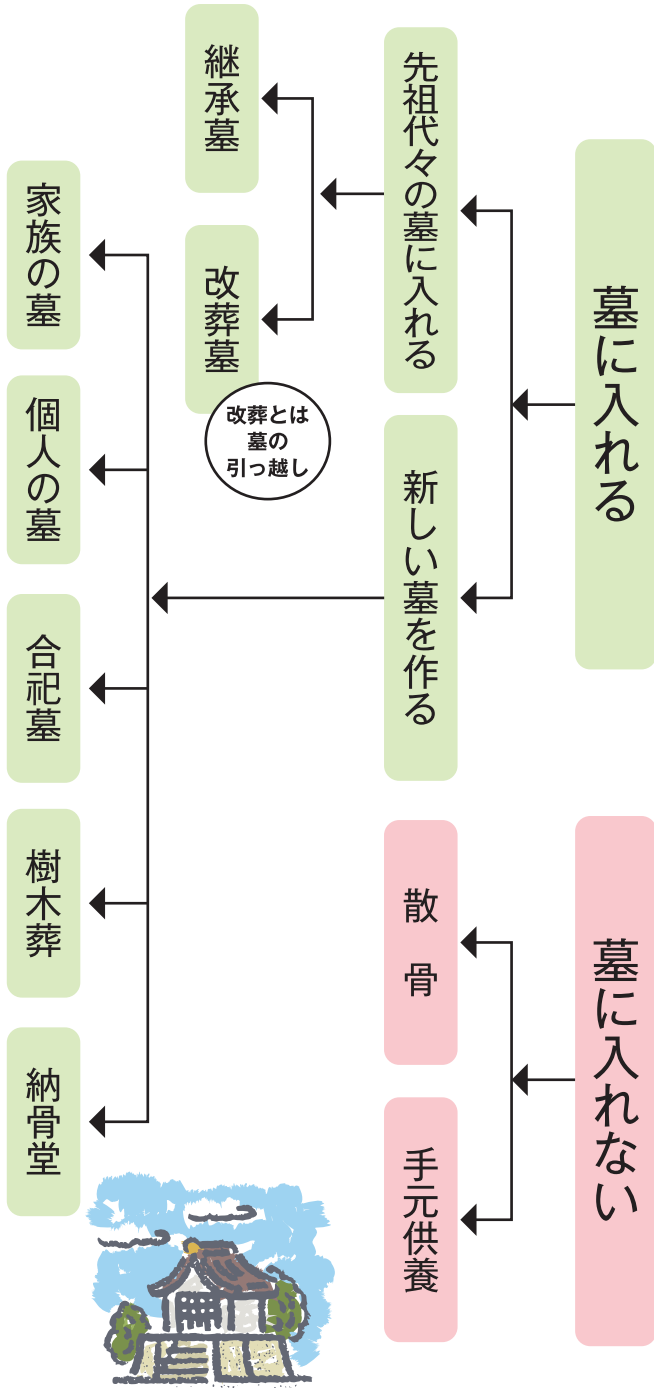 墓に入れる
先祖代々の墓に入れる
継承墓
改葬墓
改葬とは
墓の
引っ越し
新しい墓を作る
家族の墓
個人の墓
合祀墓
樹木葬
納骨堂
墓に入れない
散骨
手元供養